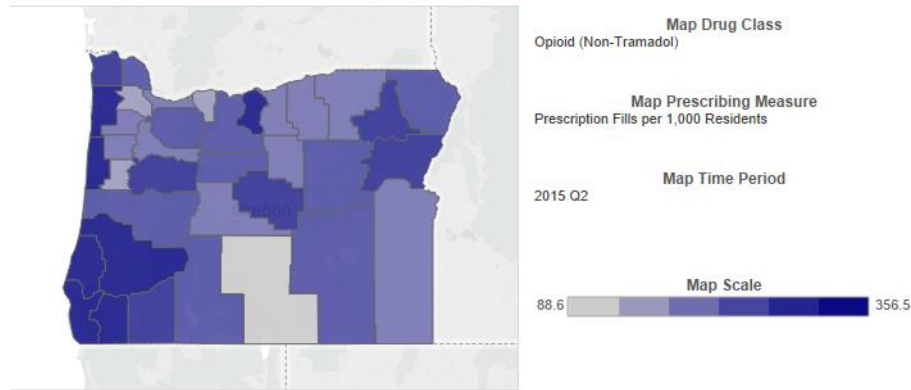 Map Drug Class
Opioid (Non-Tramadol)
Map Prescribing Measure
Prescription Fills per 1,000 Residents
Map Time Period
2015 Q2
Oregon
Map Scale
88.6
356.5